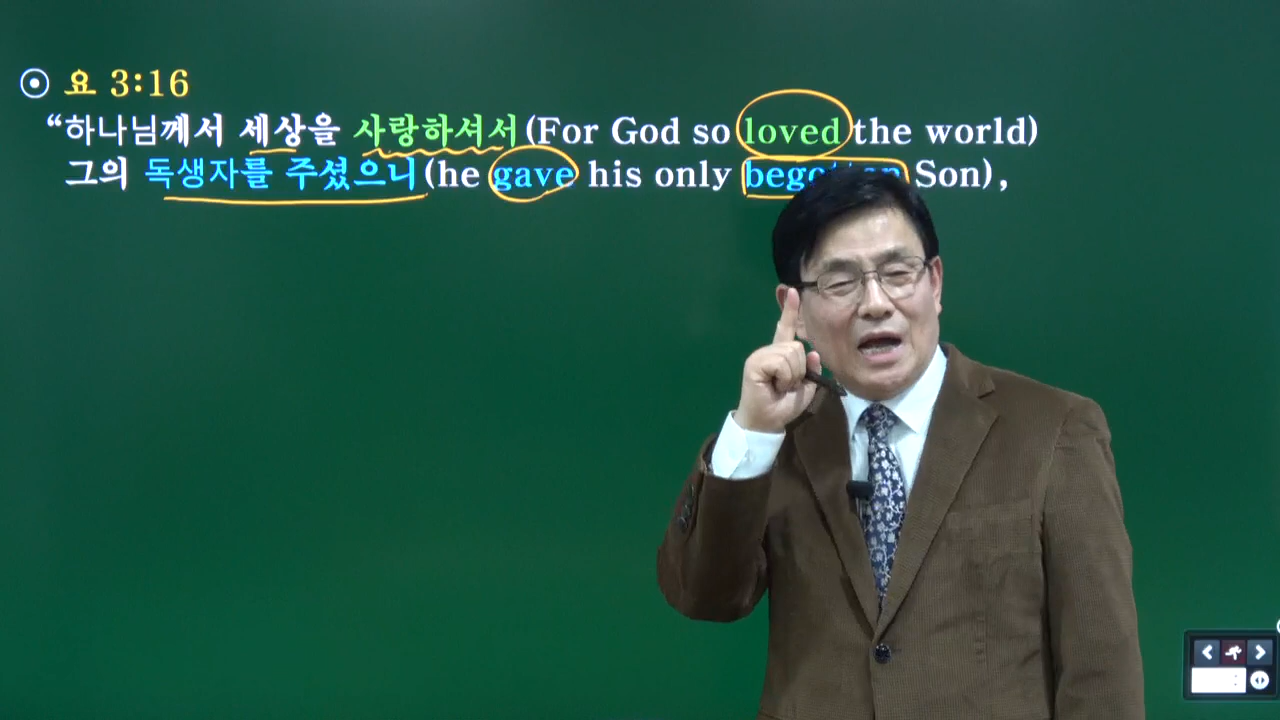 ⊙ 요 3:16
“하나님께서 세상을 사랑하셔서(For God so loved the world)
그의 독생자를 주셨으니(he gave his only Son),